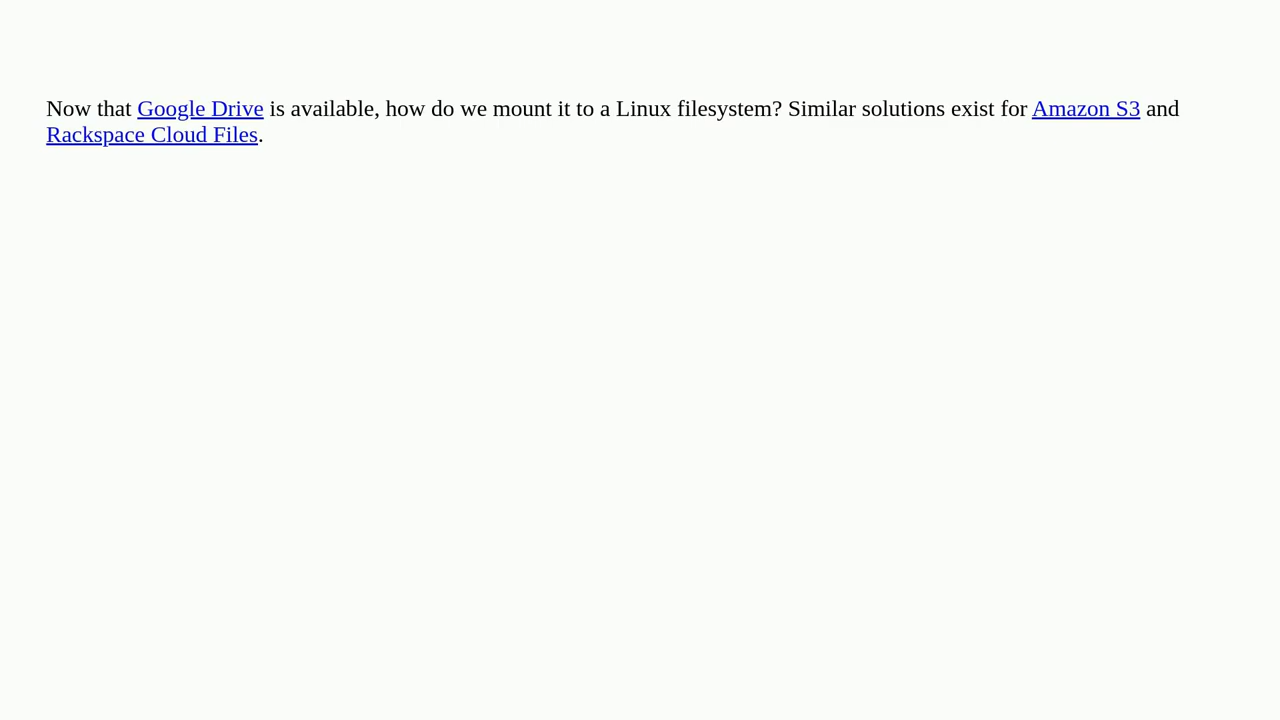 Now that Google Drive is available, how do we mount it to a Linux filesystem? Similar solutions exist for Amazon S3 and
Rackspace Cloud Files.